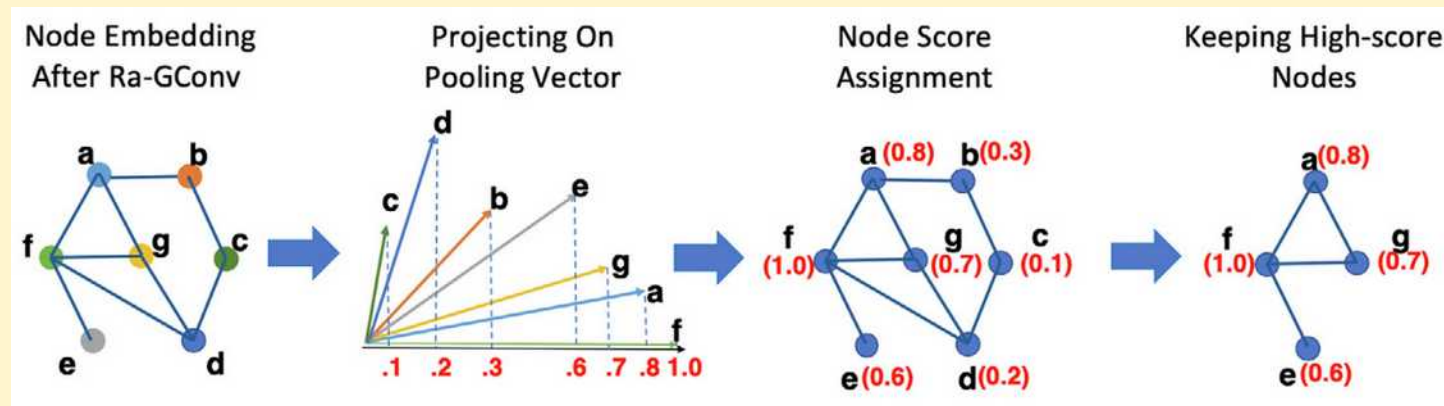 Node Embedding
After Ra-GConv
Projecting On
Pooling Vector
Node Score
Assignment
Keeping High-score
Nodes
a
b
f
g
c
e
d
d
c
b
e
g
a
f
.1 .2 .3 .6 .7 .8 1.0
a (0.8)
b (0.3)
f
(1.0)
g
(0.7)
c
(0.1)
e (0.6)
d (0.2)
a (0.8)
f
(1.0)
g
(0.7)
e (0.6)